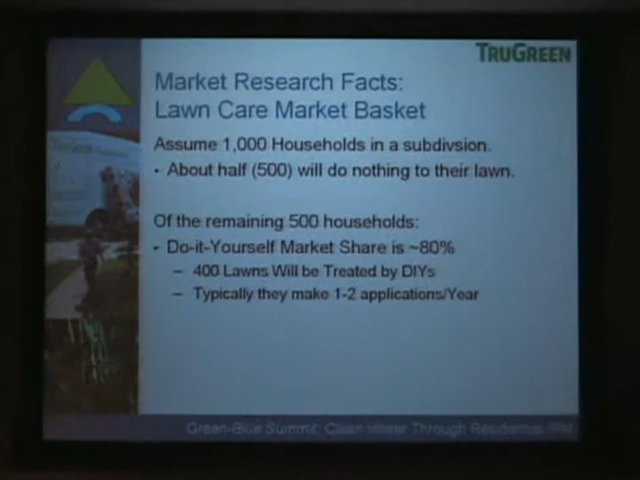 TRUGREEN
Market Research Facts:
Lawn Care Market Basket
Assume 1,000 Households in a subdivsion.
• About half (500) will do nothing to their lawn.
Of the remaining 500 households:
• Do-it-Yourself Market Share is ~80%
– 400 Lawns Will be Treated by DIYs
– Typically they make 1-2 applications/Year
Green-Blue Summit: Clean Water Through Residential IPM